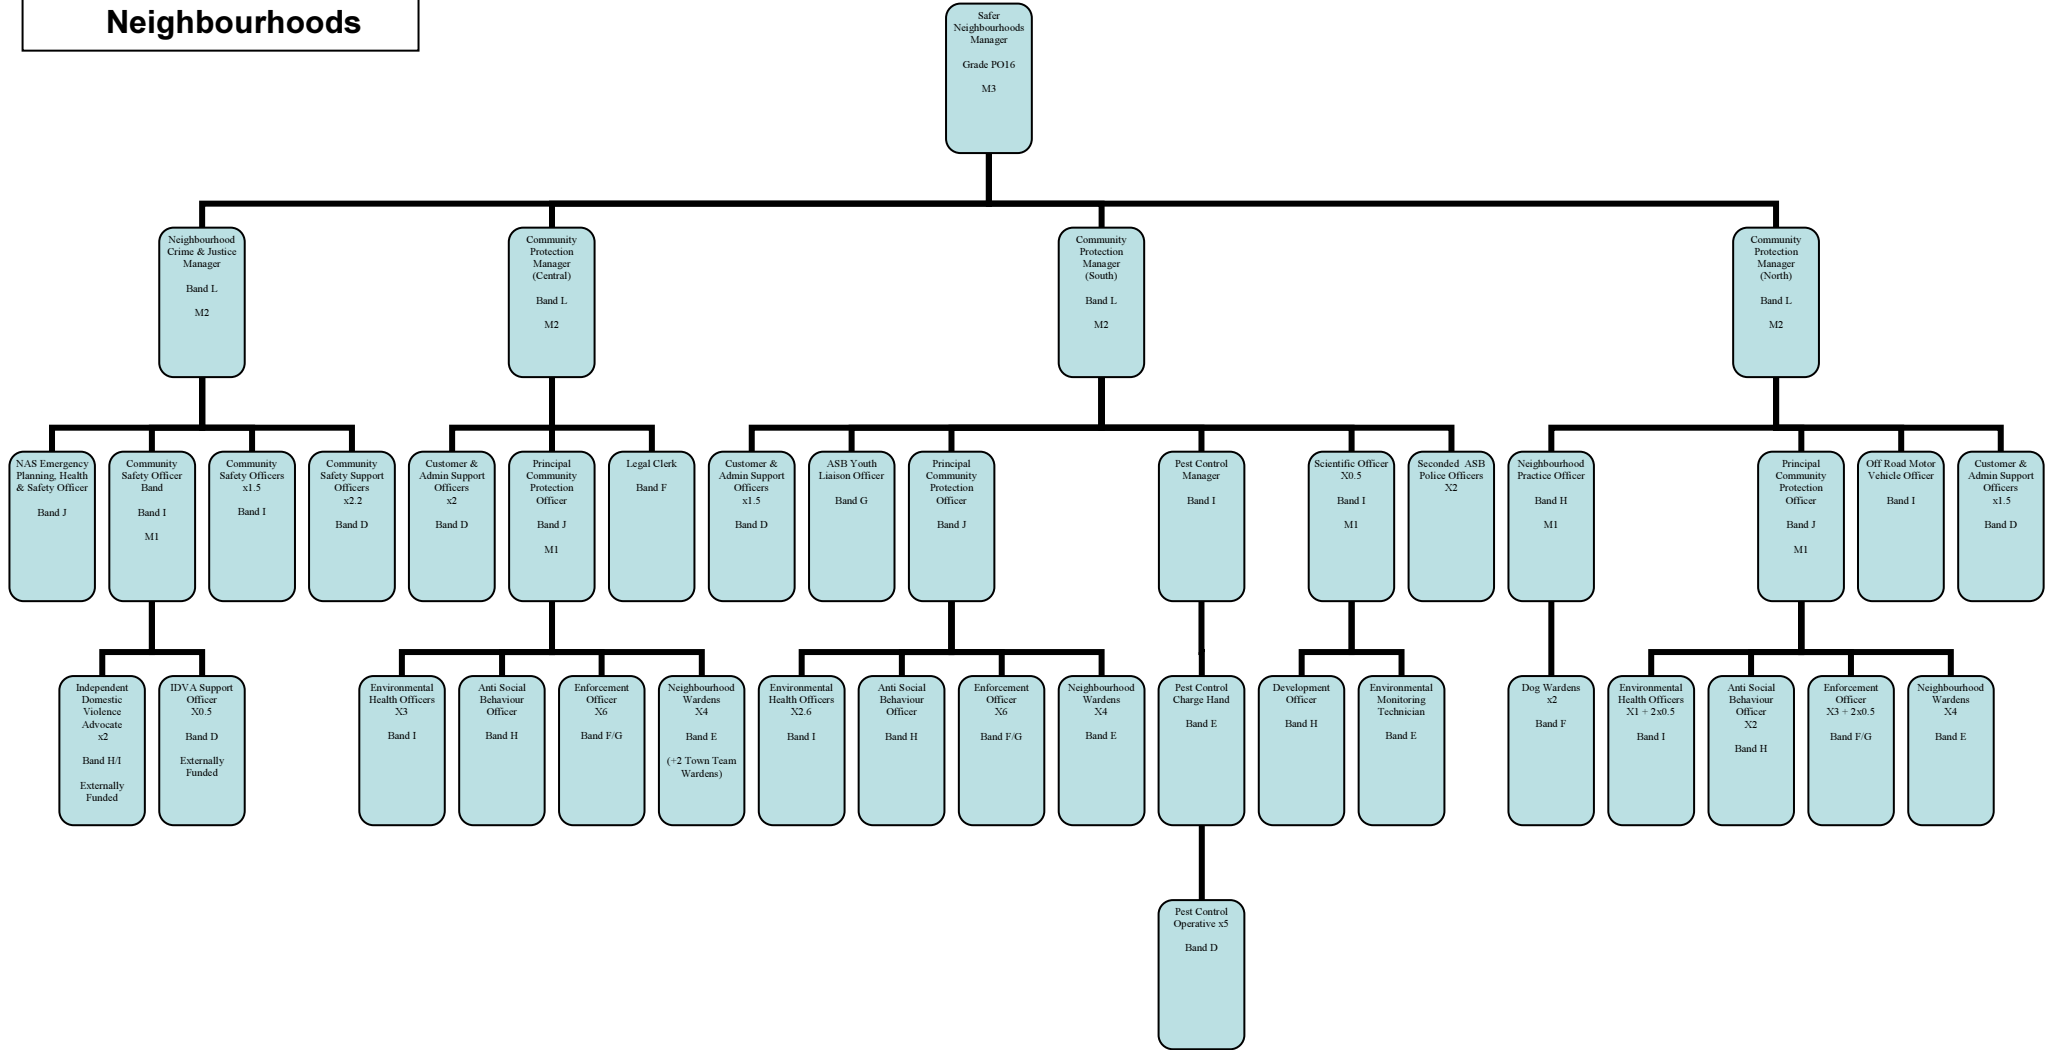 Neighbourhoods
Safer
Neighbourhoods
Manager
Grade PO16
M3
Neighbourhood
Crime & Justice
Manager
Band L
M2
Community
Protection
Manager
(Central)
Band L
M2
Community
Protection
Manager
(South)
Band L
M2
Community
Protection
Manager
(North)
Band L
M2
NAS Emergency
Planning, Health
& Safety Officer
Band J
Community
Safety Officer
Band
Band I
M1
Community
Safety Officers
x1.5
Band I
Community
Safety Support
Officers
x2.2
Band D
Customer &
Admin Support
Officers
x2
Band D
Principal
Community
Protection
Officer
Band J
M1
Legal Clerk
Band F
Customer &
Admin Support
Officers
x1.5
Band D
ASB Youth
Liaison Officer
Band G
Principal
Community
Protection
Officer
Band J
Pest Control
Manager
Band I
Scientific Officer
X0.5
Band I
M1
Seconded ASB
Police Officers
X2
Neighbourhood
Practice Officer
Band H
M1
Principal
Community
Protection
Officer
Band J
M1
Off Road Motor
Vehicle Officer
Band I
Customer &
Admin Support
Officers
x1.5
Band D
Independent
Domestic
Violence
Advocate
x2
Band H/I
Externally
Funded
IDVA Support
Officer
X0.5
Band D
Externally
Funded
Environmental
Health Officers
X3
Band I
Anti Social
Behaviour
Officer
Band H
Enforcement
Officer
X6
Band F/G
Neighbourhood
Wardens
X4
Band E
(+2 Town Team
Wardens)
Environmental
Health Officers
X2.6
Band I
Anti Social
Behaviour
Officer
Band H
Enforcement
Officer
X6
Band F/G
Neighbourhood
Wardens
X4
Band E
Pest Control
Charge Hand
Band E
Development
Officer
Band H
Environmental
Monitoring
Technician
Band E
Dog Wardens
x2
Band F
Environmental
Health Officers
X1 + 2x0.5
Band I
Anti Social
Behaviour
Officer
X2
Band H
Enforcement
Officer
X3 + 2x0.5
Band F/G
Neighbourhood
Wardens
X4
Band E
Pest Control
Operative x5
Band D